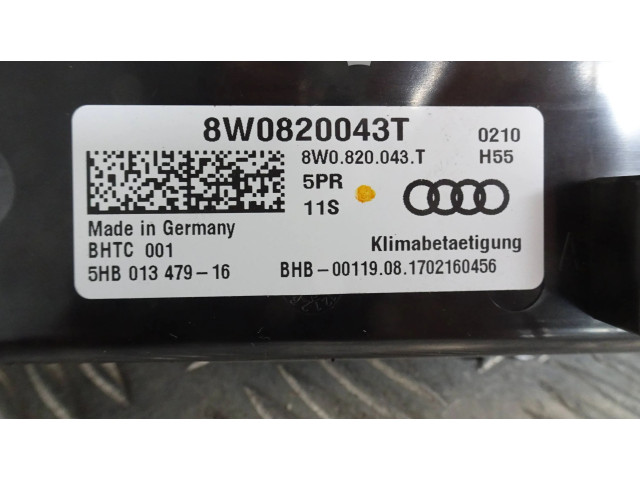 8W0820043T
0210
8W0.820.043.T
H55
5PR
11S
Made in Germany
BHTC 001
Klimabetaetigung
5HB 013 479-16
BHB-00119.08.1702160456